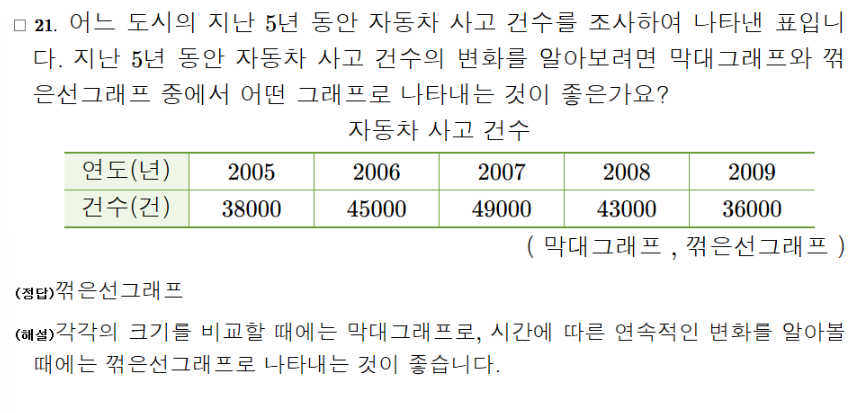 □ 21. 어느 도시의 지난 5년 동안 자동차 사고 건수를 조사하여 나타낸 표입니
다. 지난 5년 동안 자동차 사고 건수의 변화를 알아보려면 막대그래프와 꺾
은선그래프 중에서 어떤 그래프로 나타내는 것이 좋은가요?
자동차 사고 건수
연도(년) 2005 2006 2007 2008 2009
건수(건) 38000 45000 49000 43000 36000
( 막대그래프 , 꺾은선그래프 )
(정답)꺾은선그래프
(해설)각각의 크기를 비교할 때에는 막대그래프로, 시간에 따른 연속적인 변화를 알아볼
때에는 꺾은선그래프로 나타내는 것이 좋습니다.